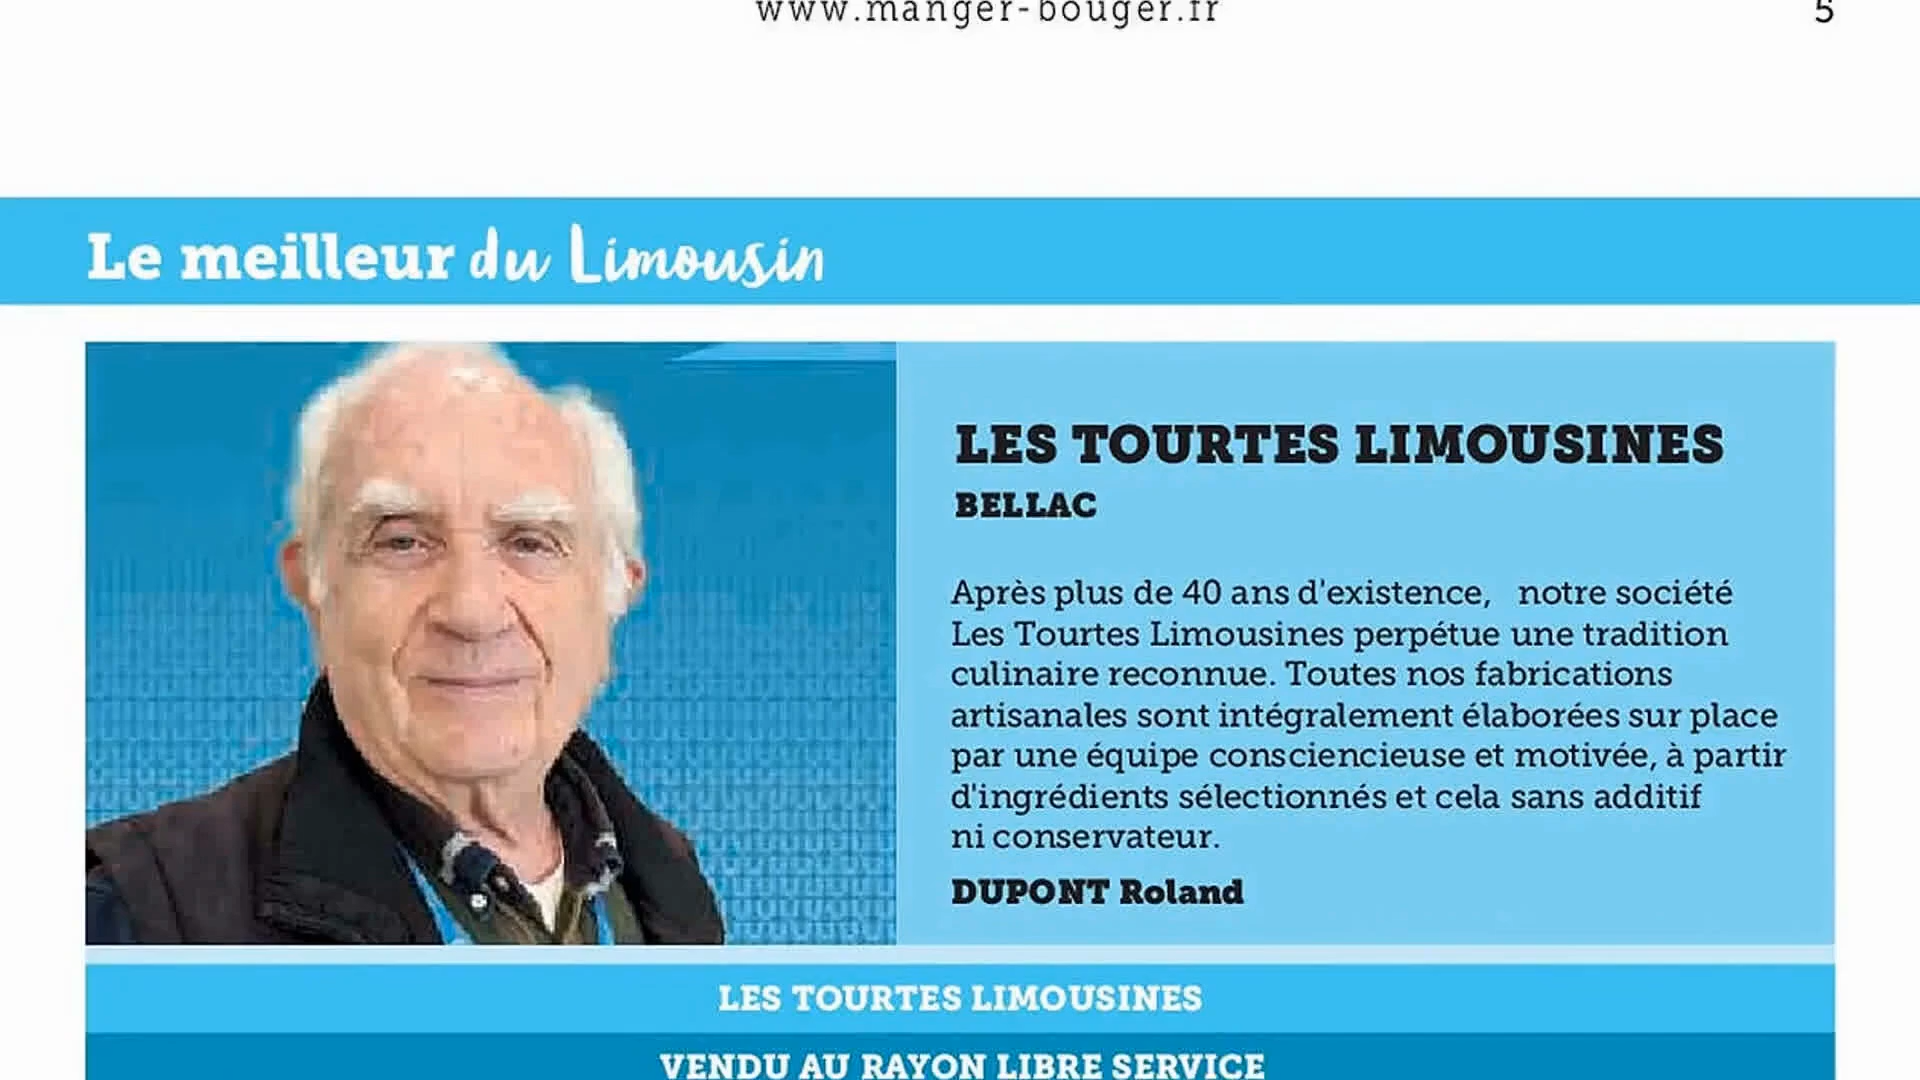 www.manger-bouger.fr
5
Le meilleur du Limousin
LES TOURTES LIMOUSINES
BELLAC
Après plus de 40 ans d'existence, notre société
Les Tourtes Limousines perpétue une tradition
culinaire reconnue. Toutes nos fabrications
artisanales sont intégralement élaborées sur place
par une équipe consciencieuse et motivée, à partir
d'ingrédients sélectionnés et cela sans additif
ni conservateur.
DUPONT Roland
LES TOURTES LIMOUSINES
VENDU AU RAYON LIBRE SERVICE